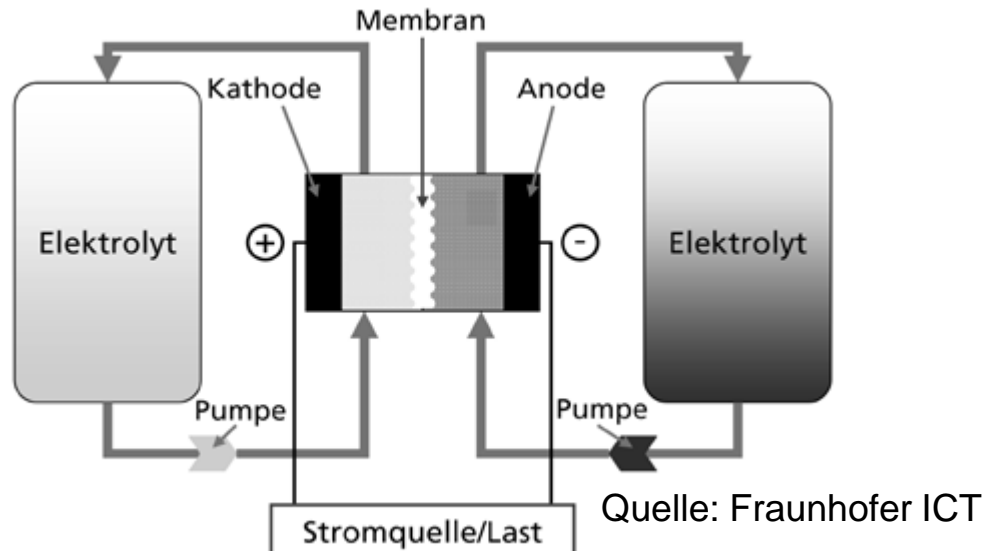 Membran
Kathode
Anode
Elektrolyt
+
-
Elektrolyt
Pumpe
Pumpe
Stromquelle/Last
Quelle: Fraunhofer ICT